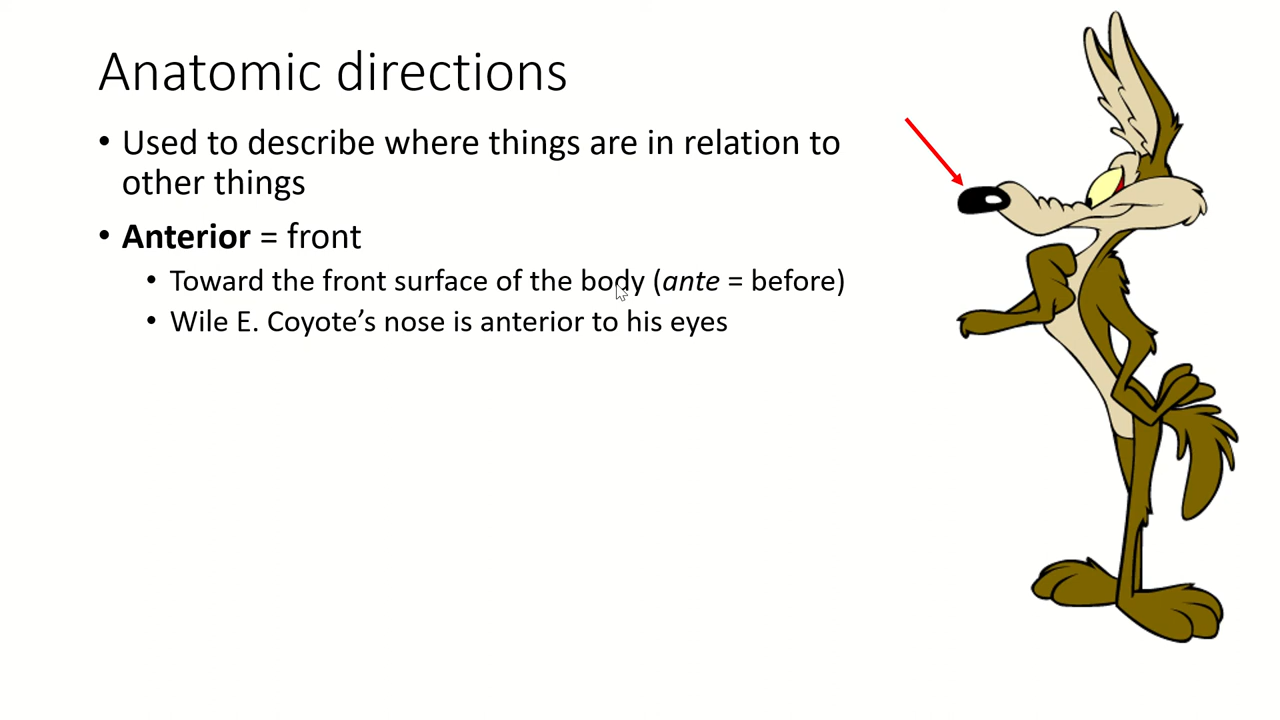 Anatomic directions
• Used to describe where things are in relation to
other things
• Anterior = front
• Toward the front surface of the body (ante = before)
• Wile E. Coyote’s nose is anterior to his eyes